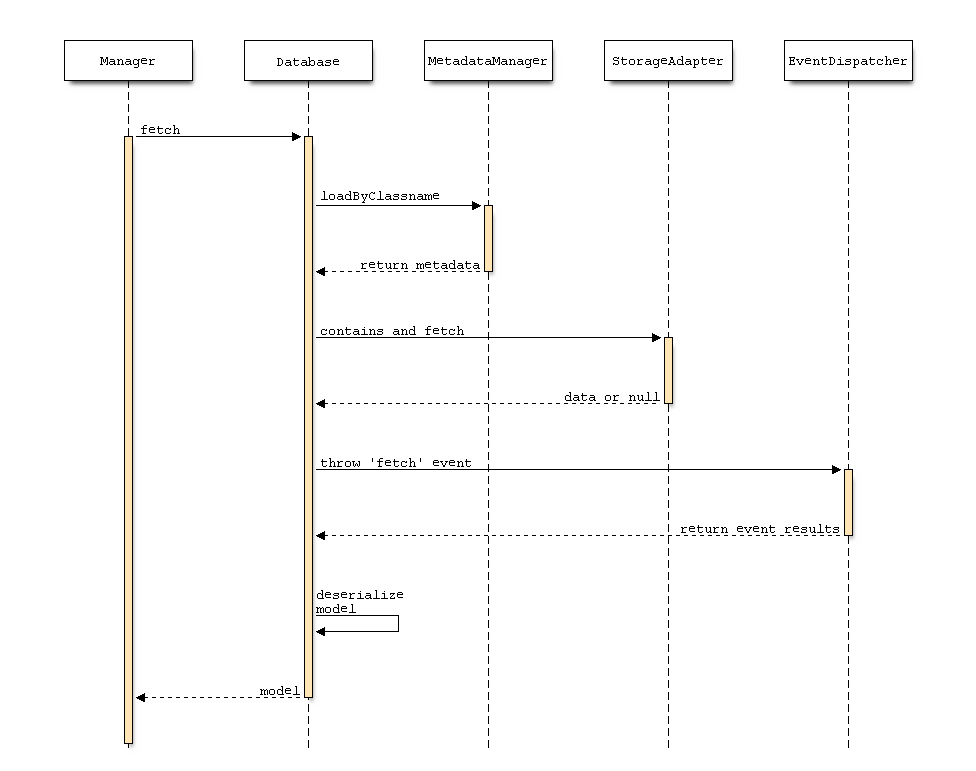 Manager
Database
MetadataManager
StorageAdapter
EventDispatcher
fetch
loadByClassname
return metadata
contains and fetch
data or null
throw 'fetch' event
return event results
deserialize
model
model